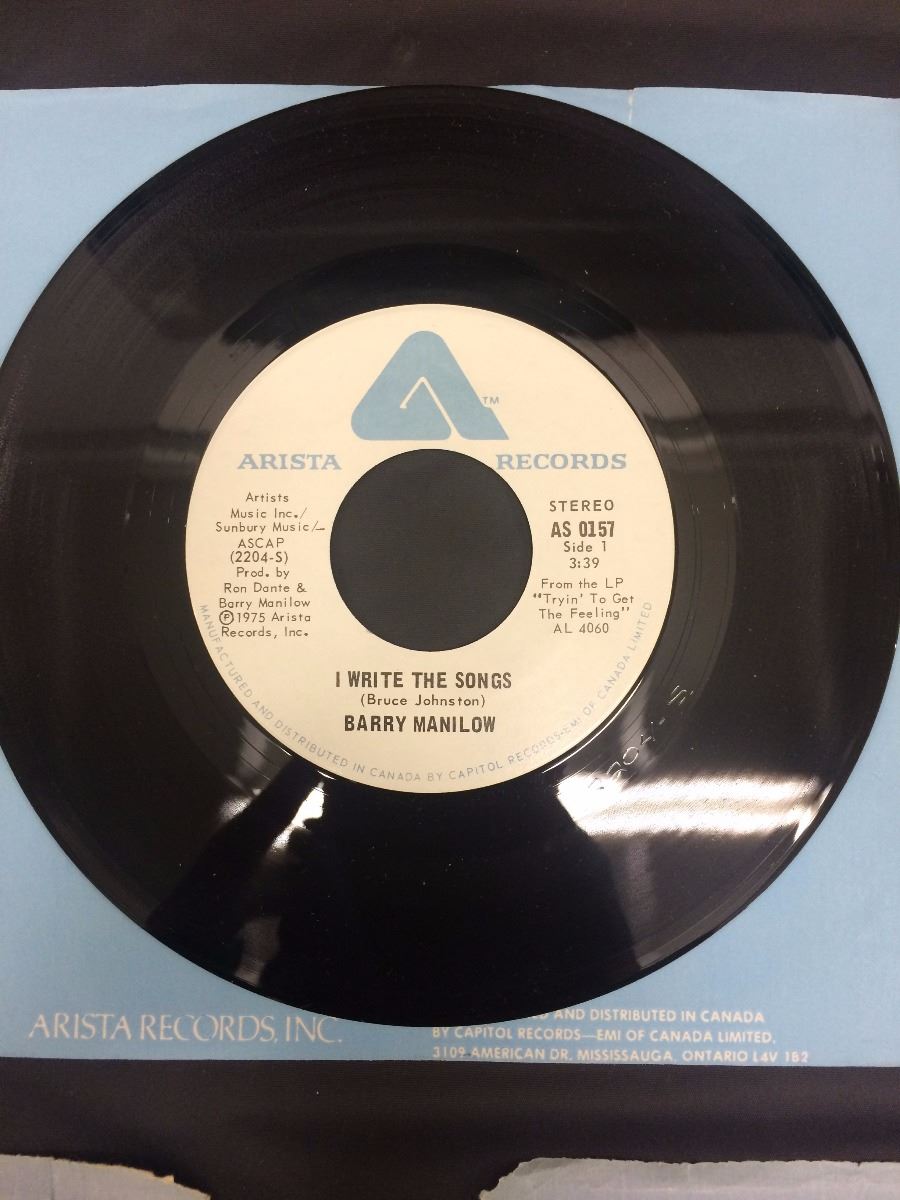 TM
ARISTA RECORDS
Artists
Music Inc./
Sunbury Music/
ASCAP
(2204-S)
Prod. by
Ron Dante &
Barry Manilow
Ⓟ1975 Arista
Records, Inc.
STEREO
AS 0157
Side 1
3:39
From the LP
"Tryin' To Get
The Feeling"
AL 4060
I WRITE THE SONGS
(Bruce Johnston)
BARRY MANILOW
MANUFACTURED AND DISTRIBUTED IN CANADA BY CAPITOL RECORDS-EMI OF CANADA LIMITED
ARISTA RECORDS, INC.
AND DISTRIBUTED IN CANADA
BY CAPITOL RECORDS—EMI OF CANADA LIMITED.
3109 AMERICAN DR. MISSISSAUGA, ONTARIO L4V 1B2